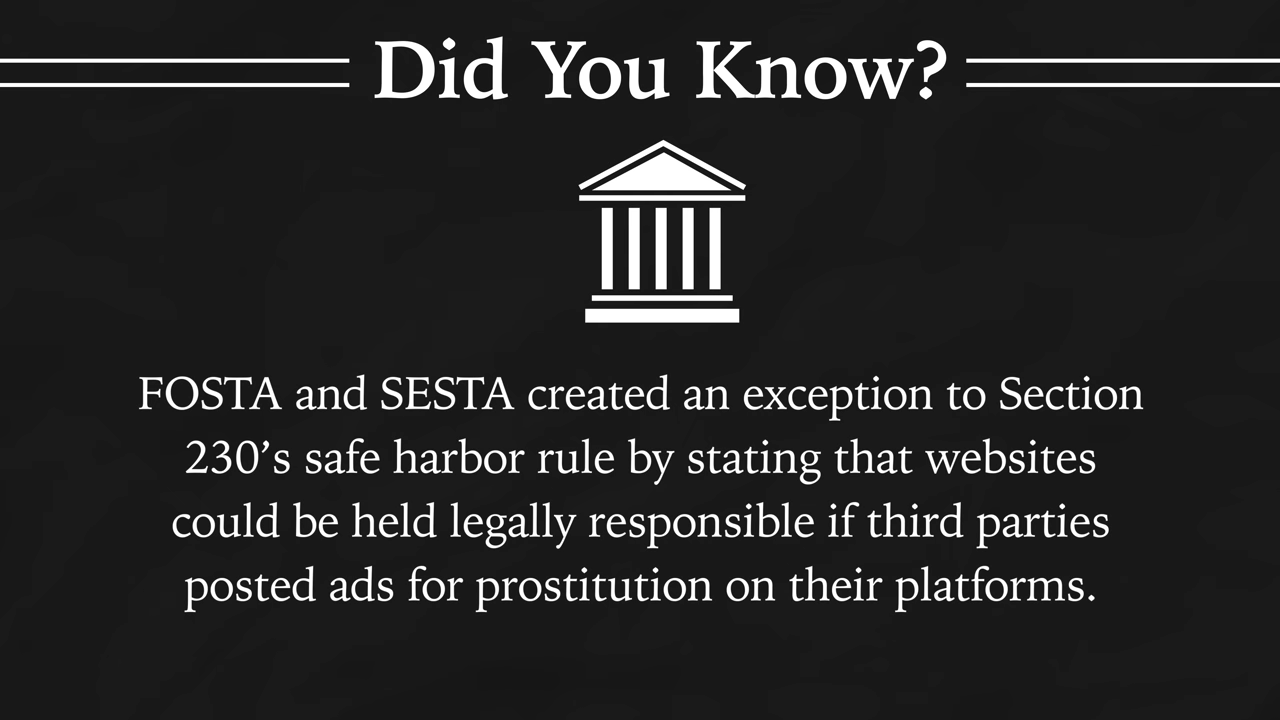 Did You Know?
FOSTA and SESTA created an exception to Section
230’s safe harbor rule by stating that websites
could be held legally responsible if third parties
posted ads for prostitution on their platforms.